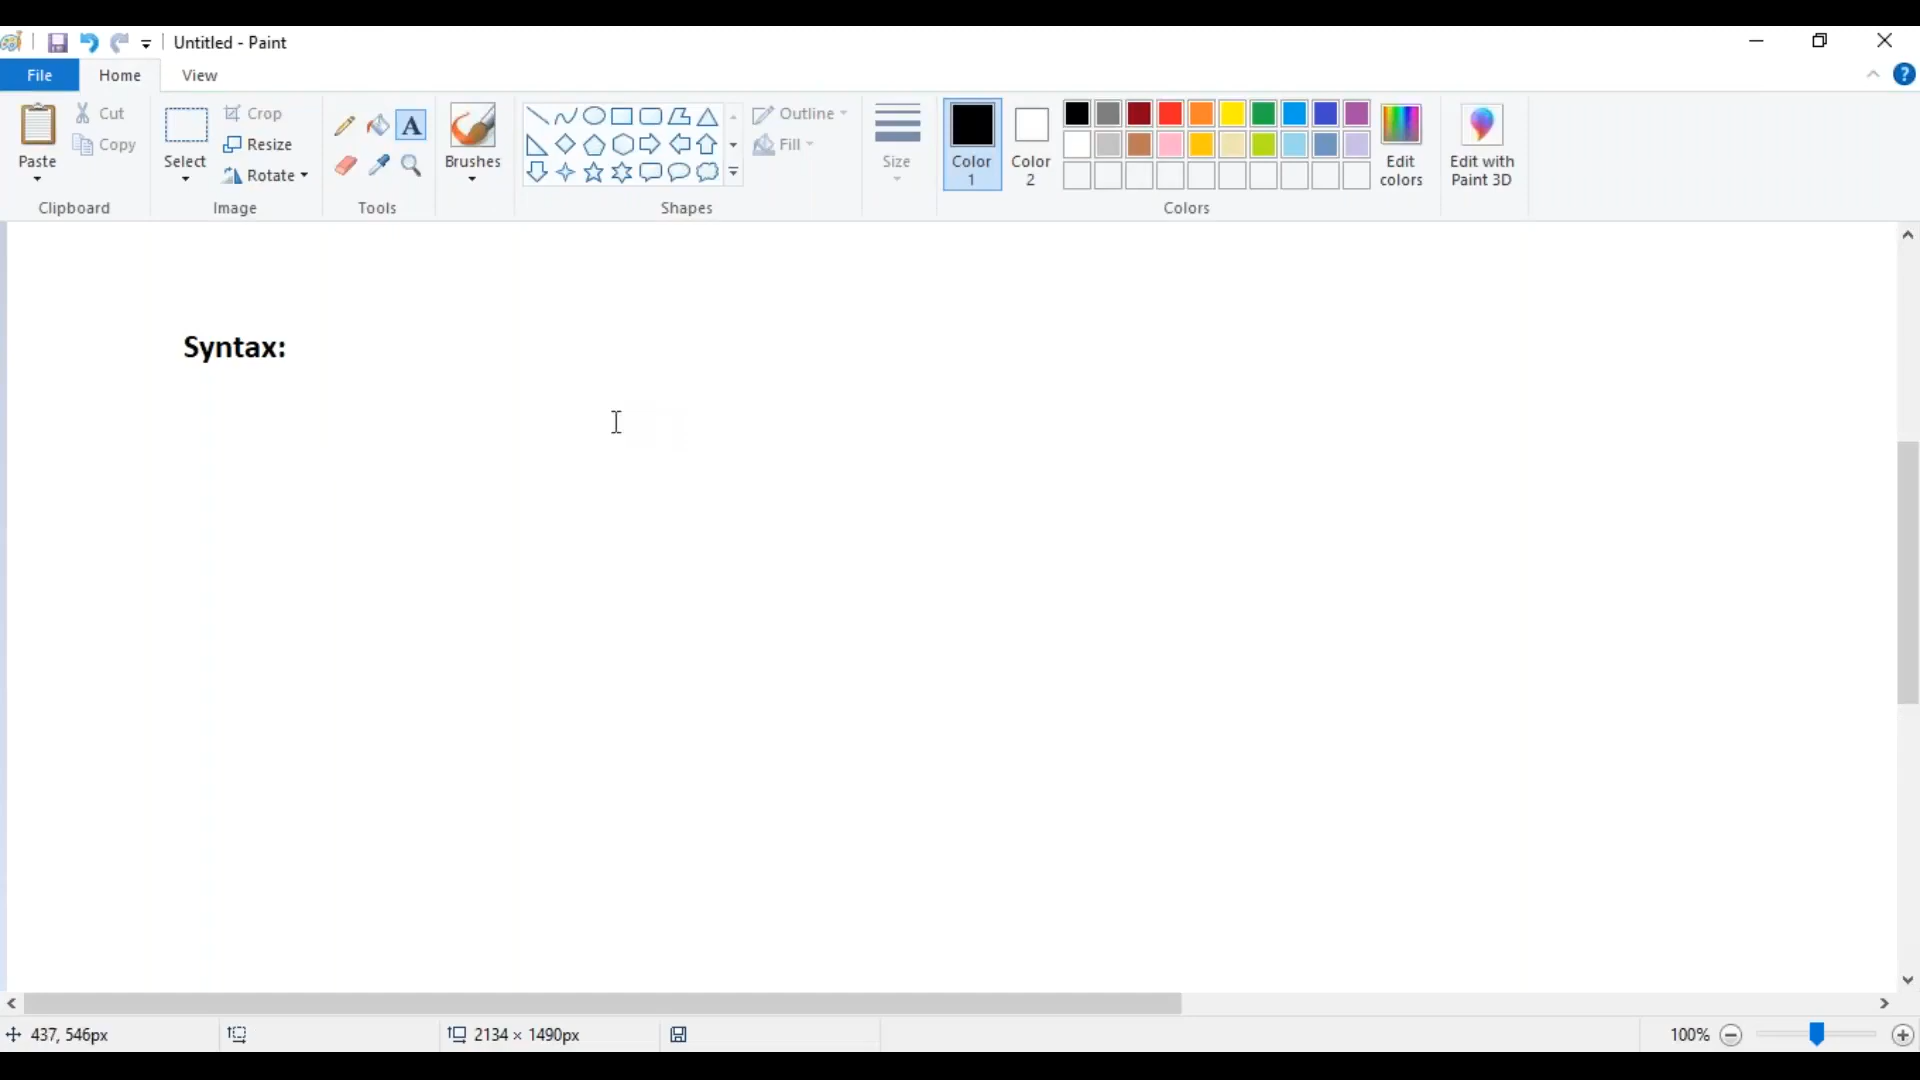 Untitled - Paint
File Home View
Paste Cut Copy Clipboard
Select Crop Resize Rotate Image
A
Tools
Brushes
Shapes
Outline Fill
Size
Color 1 Color 2
Colors
Edit colors
Edit with Paint 3D
?
Syntax:
437, 546px 2134 × 1490px 100%